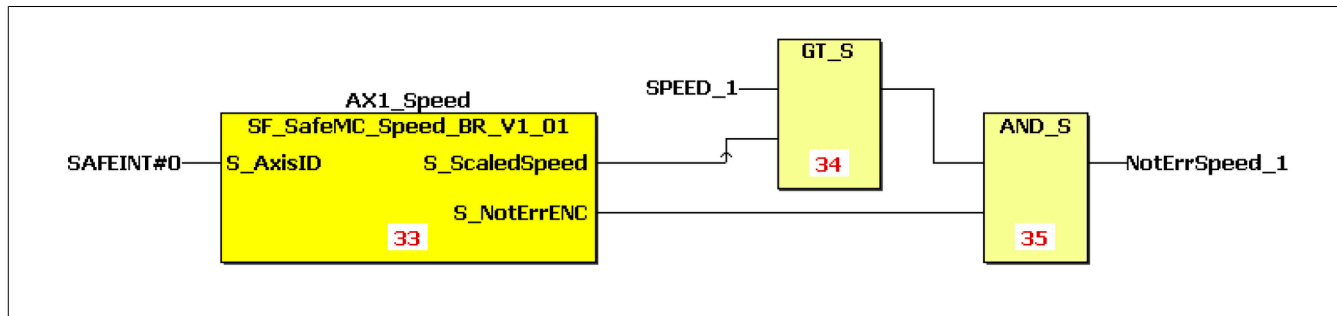 GT_S
SPEED_1
34
AX1_Speed
SF_SafeMC_Speed_BR_V1_01
SAFEINT#0
S_AxisID
S_ScaledSpeed
S_NotErrENC
33
AND_S
NotErrSpeed_1
35